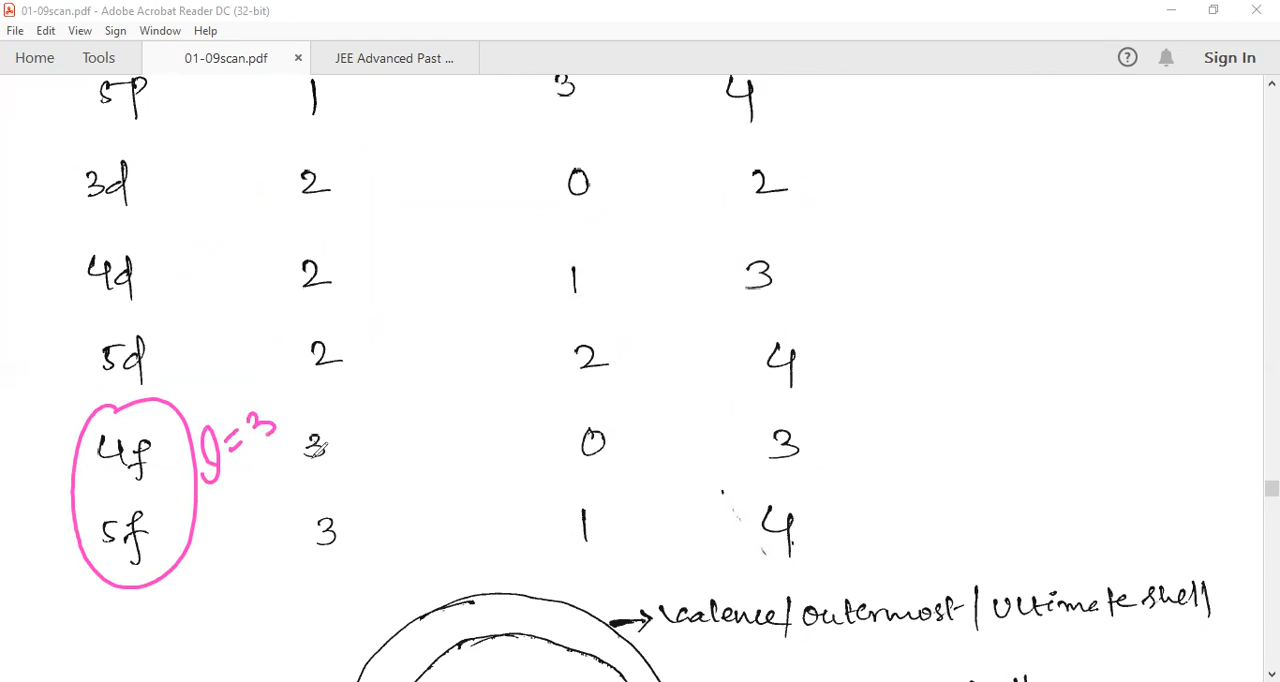 01-09scan.pdf - Adobe Acrobat Reader DC (32-bit)
File Edit View Sign Window Help
Home Tools 01-09scan.pdf × JEE Advanced Past ... Sign In
5p 1 3 4
3d 2 0 2
4d 2 1 3
5d 2 2 4
4f l=3 3 0 3
5f 3 1 4
valence/outermost/ultimate shell